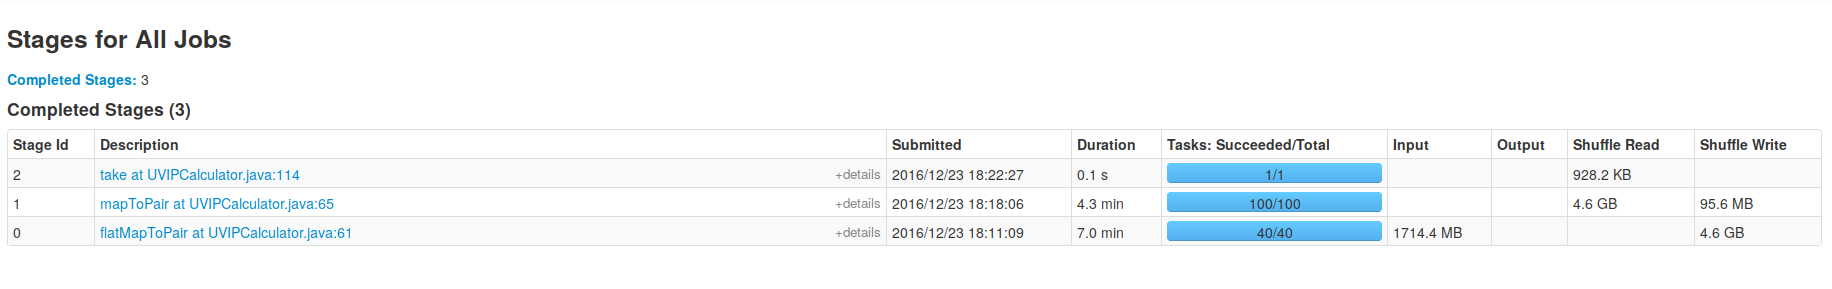 Stages for All Jobs
Completed Stages: 3
Completed Stages (3)
Stage Id Description Submitted Duration Tasks: Succeeded/Total Input Output Shuffle Read Shuffle Write
2 take at UVIPCalculator.java:114 +details 2016/12/23 18:22:27 0.1 s 1/1 928.2 KB
1 mapToPair at UVIPCalculator.java:65 +details 2016/12/23 18:18:06 4.3 min 100/100 4.6 GB 95.6 MB
0 flatMapToPair at UVIPCalculator.java:61 +details 2016/12/23 18:11:09 7.0 min 40/40 1714.4 MB 4.6 GB